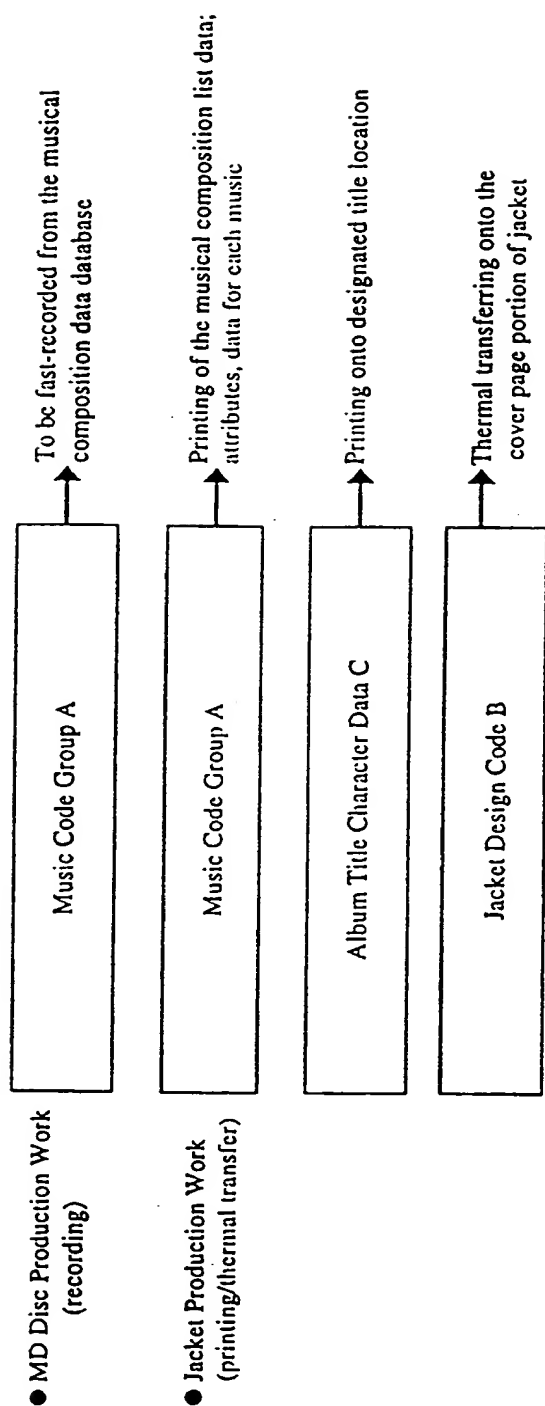 ● MD Disc Production Work
(recording)
Music Code Group A
To be fast-recorded from the musical
composition data database
● Jacket Production Work
(printing/thermal transfer)
Music Code Group A
Printing of the musical composition list data;
attributes, data for each music
Album Title Character Data C
Printing onto designated title location
Jacket Design Code B
Thermal transferring onto the
cover page portion of jacket